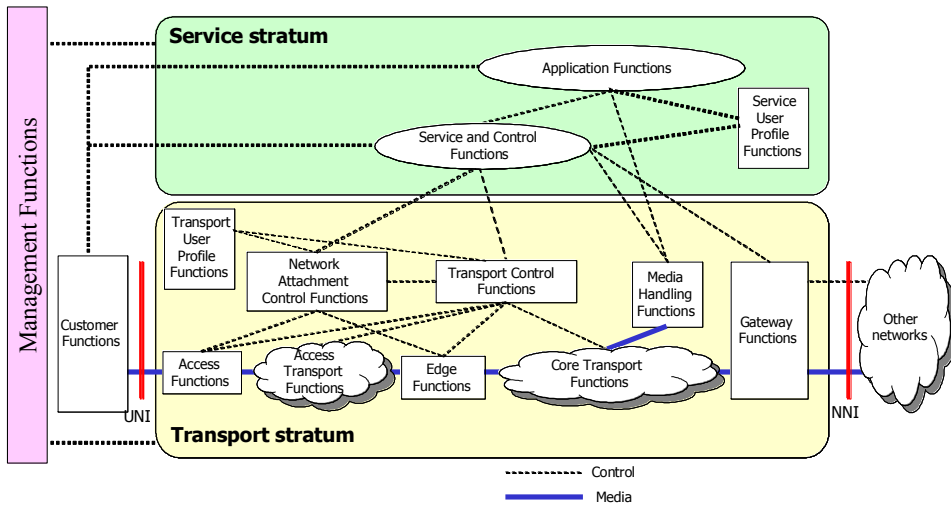 Management Functions
Service stratum
Application Functions
Service
User
Profile
Functions
Service and Control
Functions
Transport
User
Profile
Functions
Network
Attachment
Control Functions
Transport Control
Functions
Media
Handling
Functions
Customer
Functions
Gateway
Functions
Other
networks
Access
Functions
Access
Transport
Functions
Edge
Functions
Core Transport
Functions
UNI
NNI
Transport stratum
Control
Media